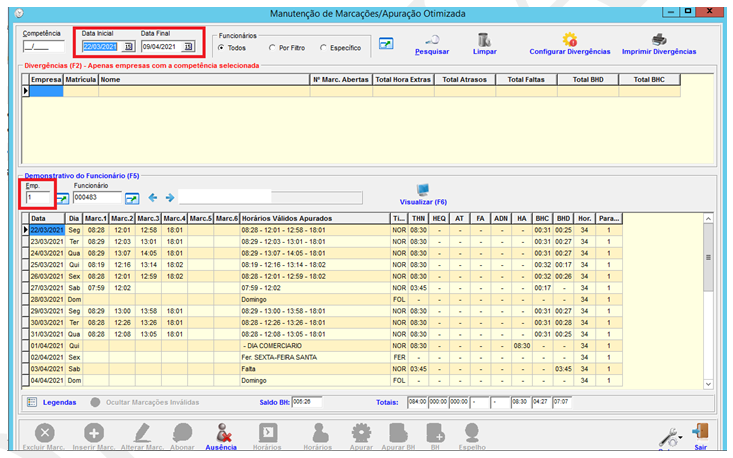 Manutenção de Marcações/Apuração Otimizada
Competência Data Inicial Data Final Funcionários
_/___ 22/03/2021 15 09/04/2021 15 Todos Por Filtro Específico Pesquisar Limpar Configurar Divergências Imprimir Divergências
Divergências (F2) - Apenas empresas com a competência selecionada
Empresa Matrícula Nome Nº Marc. Abertas Total Hora Extras Total Atrasos Total Faltas Total BHD Total BHC
Demonstrativo do Funcionário (F5)
Emp. Funcionário
1 000483 Visualizar (F6)
Data Dia Marc.1 Marc.2 Marc.3 Marc.4 Marc.5 Marc.6 Horários Válidos Apurados Ti... THN HEQ AT FA ADN HA BHC BHD Hor. Para...
22/03/2021 Seg 08:28 12:01 12:58 18:01 08:28 - 12:01 - 12:58 - 18:01 NOR 08:30 - - - - - 00:31 00:25 34 1
23/03/2021 Ter 08:29 12:03 13:01 18:01 08:29 - 12:03 - 13:01 - 18:01 NOR 08:30 - - - - - 00:31 00:27 34 1
24/03/2021 Qua 08:29 13:07 14:05 18:01 08:29 - 13:07 - 14:05 - 18:01 NOR 08:30 - - - - - 00:31 00:27 34 1
25/03/2021 Qui 08:19 12:16 13:14 18:02 08:19 - 12:16 - 13:14 - 18:02 NOR 08:30 - - - - - 00:32 00:17 34 1
26/03/2021 Sex 08:28 12:01 12:59 18:02 08:28 - 12:01 - 12:59 - 18:02 NOR 08:30 - - - - - 00:32 00:26 34 1
27/03/2021 Sab 07:59 12:02 07:59 - 12:02 NOR 03:45 - - - - - 00:17 - 34 1
28/03/2021 Dom Domingo FOL - - - - - - - - 34 1
29/03/2021 Seg 08:29 13:00 13:58 18:01 08:29 - 13:00 - 13:58 - 18:01 NOR 08:30 - - - - - 00:31 00:27 34 1
30/03/2021 Ter 08:28 12:26 13:26 18:01 08:28 - 12:26 - 13:26 - 18:01 NOR 08:30 - - - - - 00:31 00:28 34 1
31/03/2021 Qua 08:28 12:08 13:05 18:01 08:28 - 12:08 - 13:05 - 18:01 NOR 08:30 - - - - - 00:31 00:25 34 1
01/04/2021 Qui - DIA COMERCIARIO NOR 08:30 - - - - 08:30 - - 34 1
02/04/2021 Sex Fer. SEXTA-FEIRA SANTA FER - - - - - - - - 34 1
03/04/2021 Sab Falta NOR 03:45 - - - - - - 03:45 34 1
04/04/2021 Dom Domingo FOL - - - - - - - - 34 1
Legendas Ocultar Marcações Inválidas Saldo BH: 005:26 Totais: 084:00 000:00 000:00 - - 08:30 04:27 07:07
Excluir Marc. Inserir Marc. Alterar Marc. Abonar Ausência Horários Horários Apurar Apurar BH BH Espelho Sair